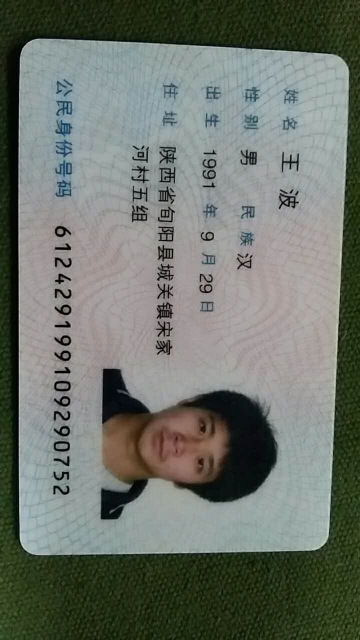 姓名 王波
性别 男 民族 汉
出生 1991 年 9 月 29 日
住址 陕西省旬阳县城关镇宋家
河村五组
公民身份号码 612429199109290752